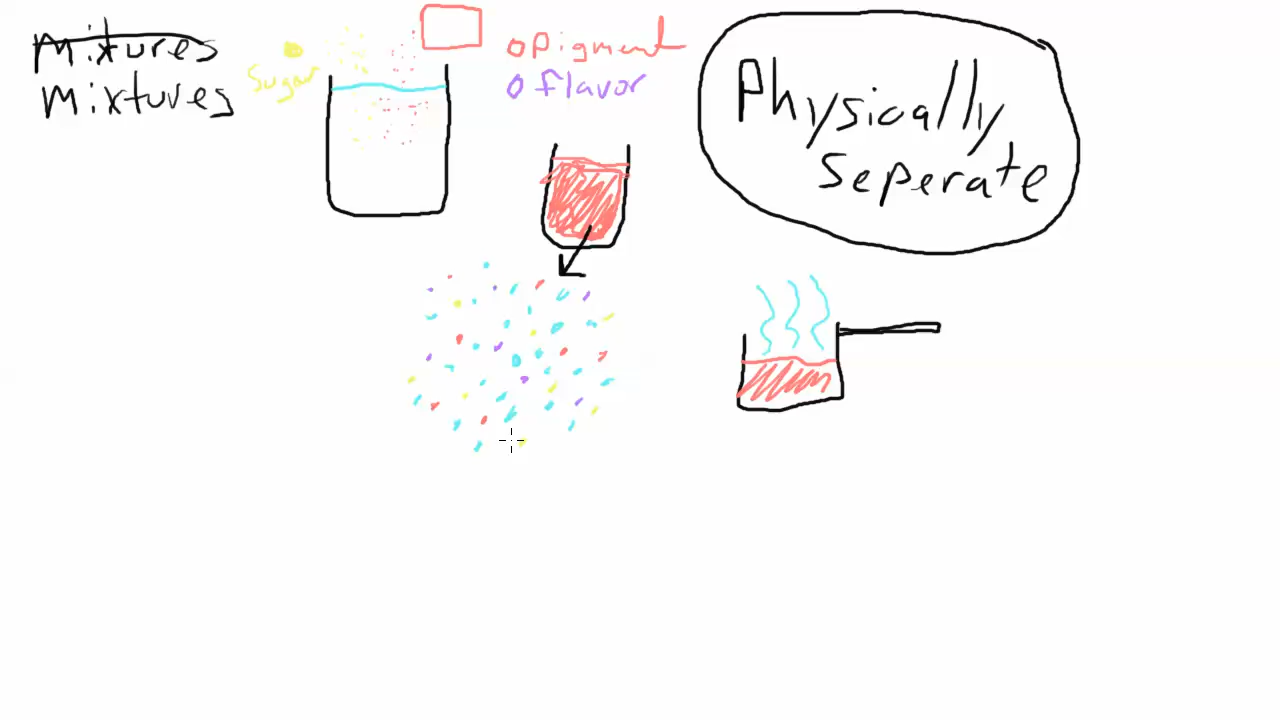 mixtures
Mixtures
Sugar
Pigment
flavor
Physically
Seperate